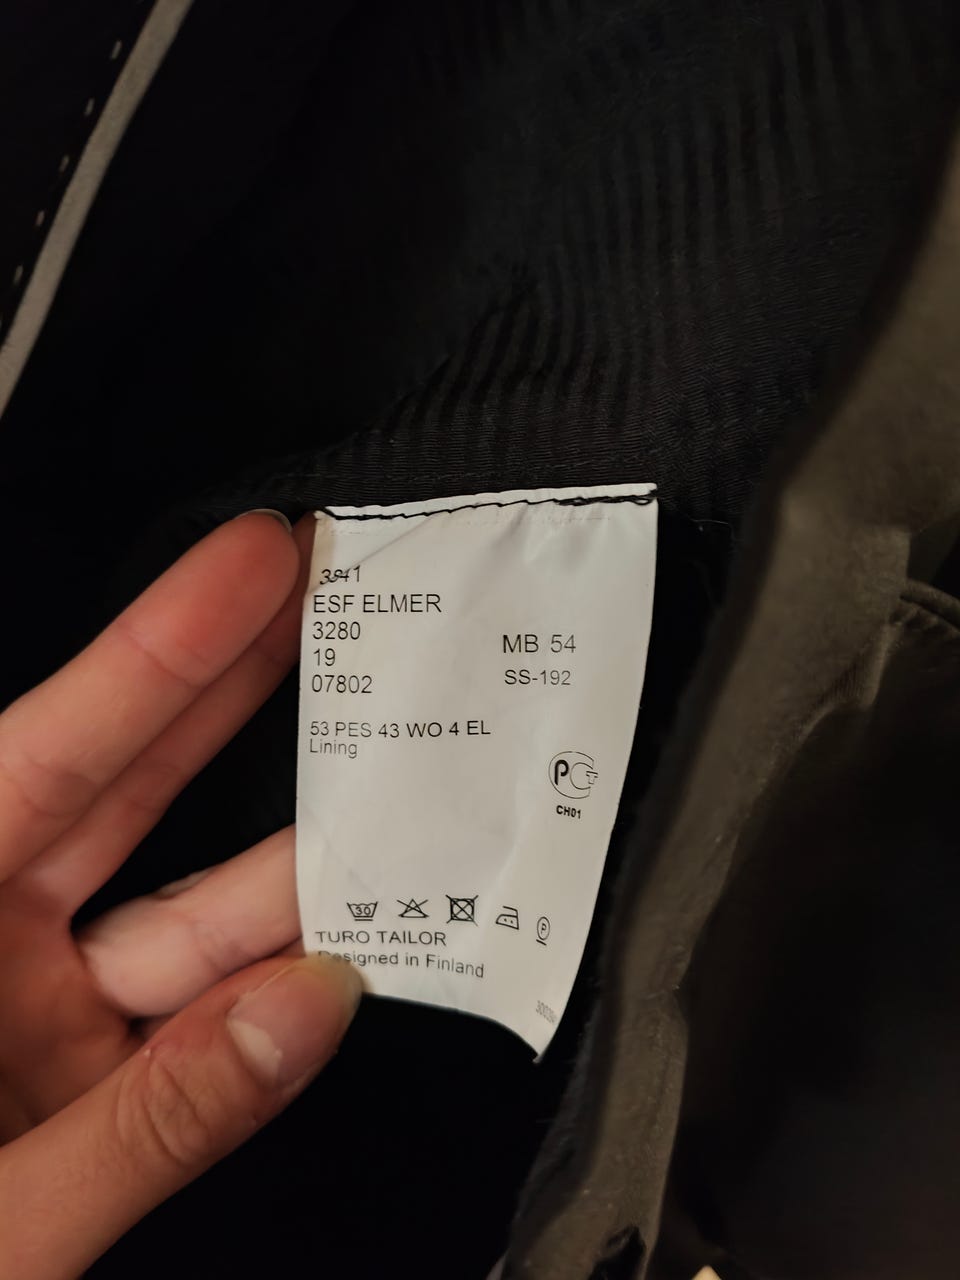 ESF ELMER
3280
19
07802
MB 54
SS-192
53 PES 43 WO 4 EL
Lining
PCT
CH01
30
P
TURO TAILOR
Designed in Finland